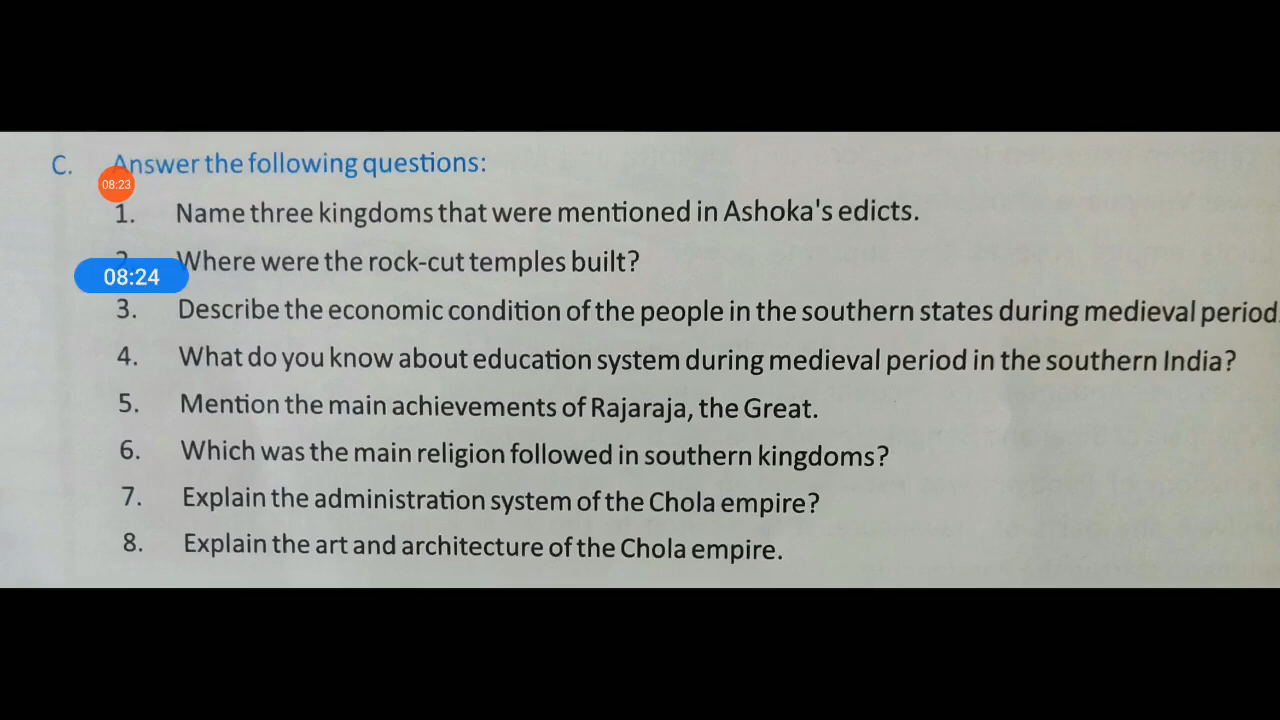 C. Answer the following questions:
08:23
1. Name three kingdoms that were mentioned in Ashoka's edicts.
08:24 Where were the rock-cut temples built?
3. Describe the economic condition of the people in the southern states during medieval period.
4. What do you know about education system during medieval period in the southern India?
5. Mention the main achievements of Rajaraja, the Great.
6. Which was the main religion followed in southern kingdoms?
7. Explain the administration system of the Chola empire?
8. Explain the art and architecture of the Chola empire.